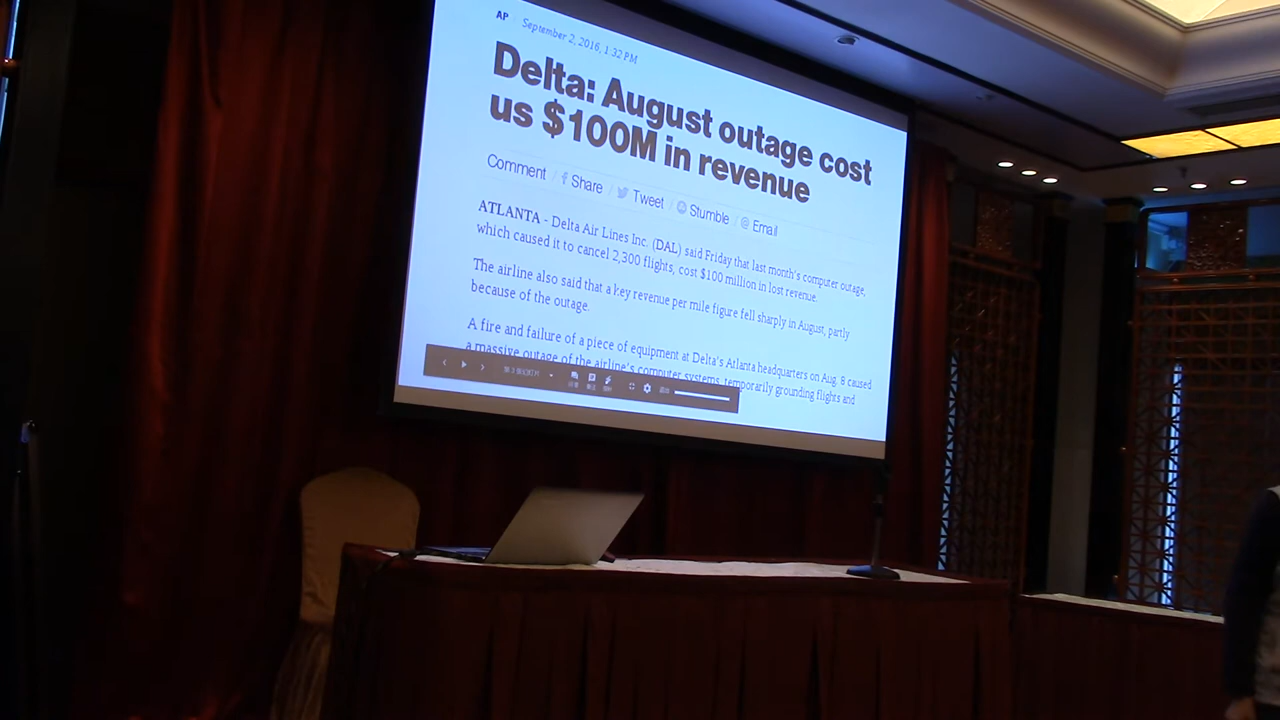 AP / September 2, 2016, 1:32 PM
Delta: August outage cost
us $100M in revenue
Comment / Share / Tweet / Stumble / @ Email
ATLANTA - Delta Air Lines Inc. (DAL) said Friday that last month's computer outage,
which caused it to cancel 2,300 flights, cost $100 million in lost revenue.
The airline also said that a key revenue per mile figure fell sharply in August, partly
because of the outage.
A fire and failure of a piece of equipment at Delta's Atlanta headquarters on Aug. 8 caused
a massive outage of the airline's computer systems, temporarily grounding flights and